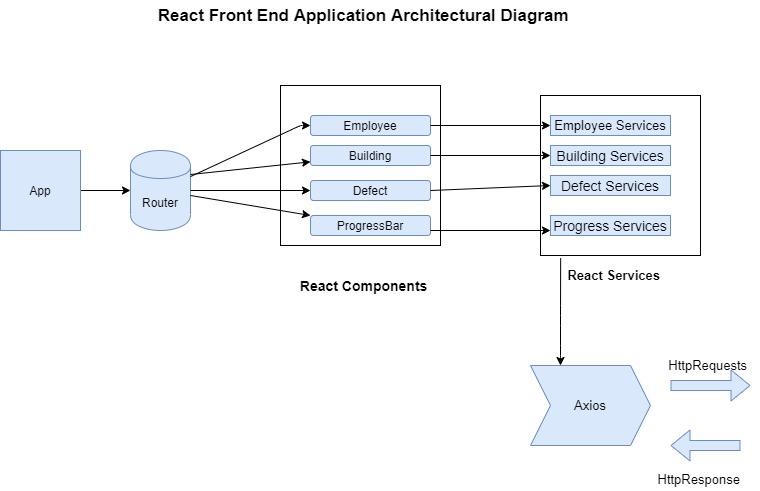 React Front End Application Architectural Diagram
App
Router
Employee
Building
Defect
ProgressBar
React Components
Employee Services
Building Services
Defect Services
Progress Services
React Services
Axios
HttpRequests
HttpResponse